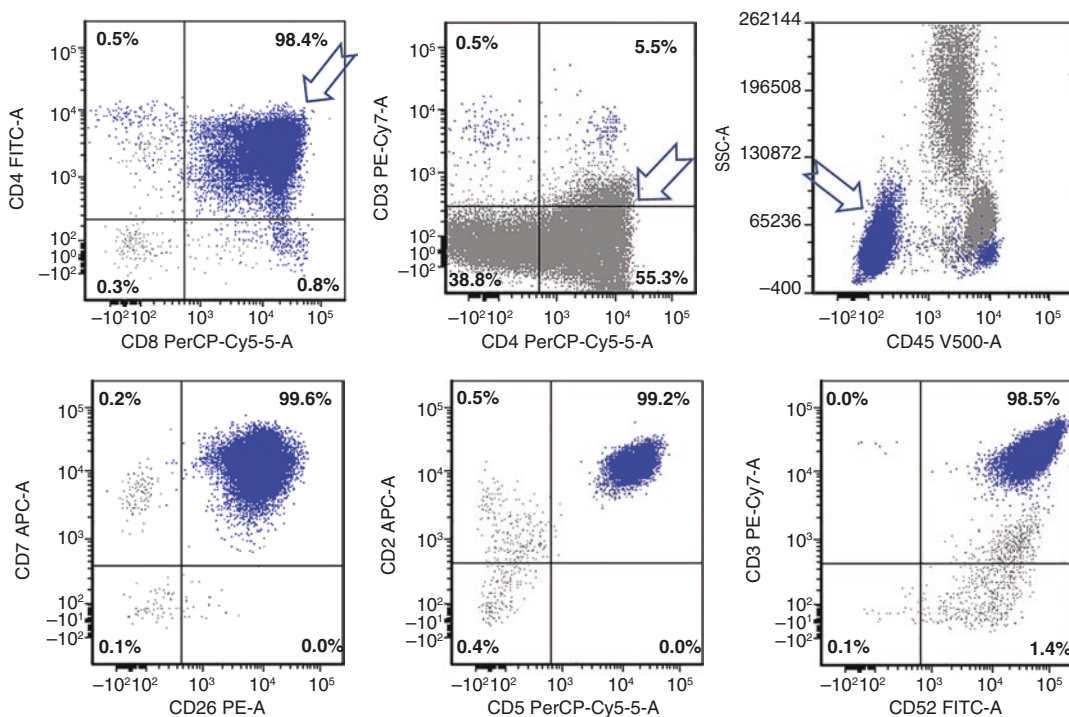 0.5% 98.4%
10⁵
10⁴
10³
10²
10⁰
−10²
0.3% 0.8%
−10²10² 10³ 10⁴ 10⁵
CD4 FITC-A
CD8 PerCP-Cy5-5-A
0.5% 5.5%
10⁵
10⁴
10³
10²
10⁰
−10²
38.8% 55.3%
−10²10² 10³ 10⁴ 10⁵
CD3 PE-Cy7-A
CD4 PerCP-Cy5-5-A
262144
196508
130872
65236
−400
−10²10² 10³ 10⁴ 10⁵
SSC-A
CD45 V500-A
0.2% 99.6%
10⁵
10⁴
10³
10²
−10¹
−10²
0.1% 0.0%
−10²10² 10³ 10⁴ 10⁵
CD7 APC-A
CD26 PE-A
0.5% 99.2%
10⁵
10⁴
10³
10²
−10¹
−10²
0.4% 0.0%
−10²10² 10³ 10⁴ 10⁵
CD2 APC-A
CD5 PerCP-Cy5-5-A
0.0% 98.5%
10⁵
10⁴
10³
10²
−10¹
−10²
0.1% 1.4%
−10²10² 10³ 10⁴ 10⁵
CD3 PE-Cy7-A
CD52 FITC-A